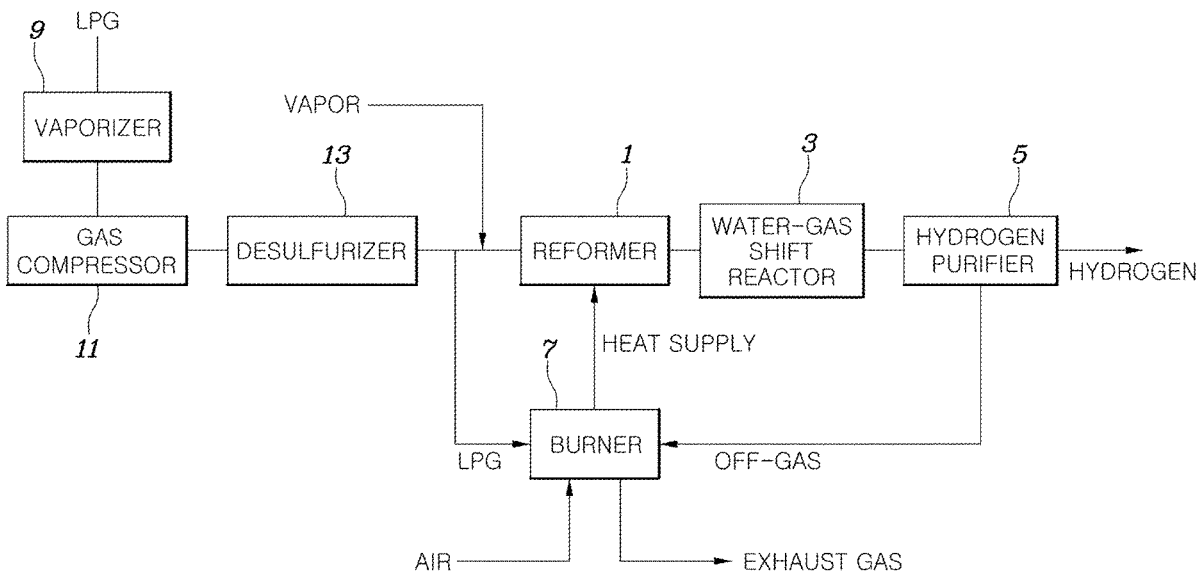 LPG
9
VAPORIZER
VAPOR
13
1
3
5
GAS
COMPRESSOR
DESULFURIZER
REFORMER
WATER-GAS
SHIFT
REACTOR
HYDROGEN
PURIFIER
HYDROGEN
11
7
HEAT SUPPLY
BURNER
LPG
OFF-GAS
AIR
EXHAUST GAS